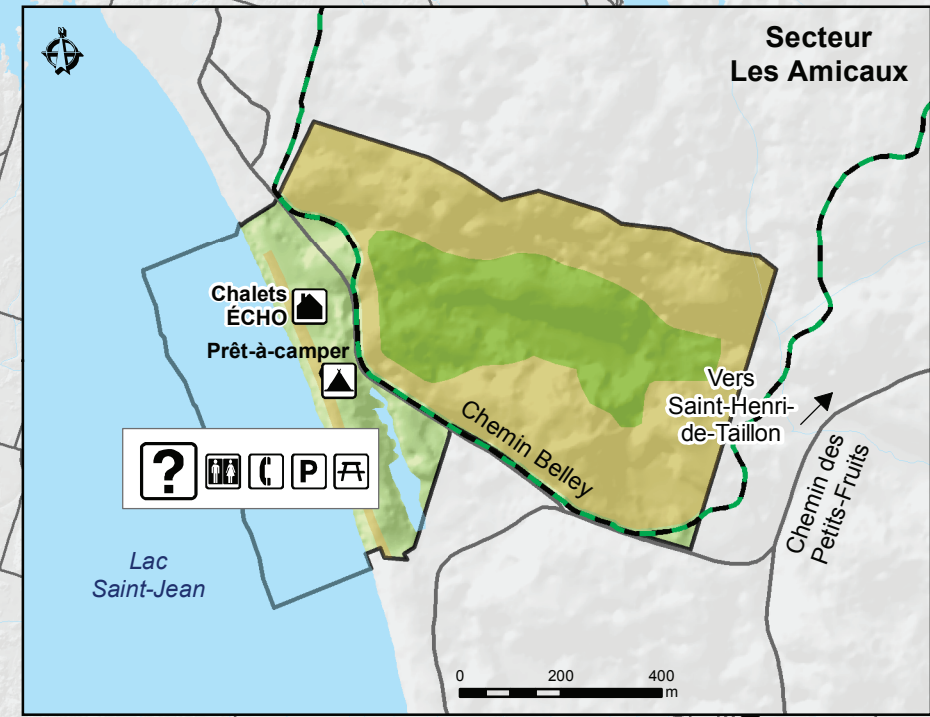 Secteur
Les Amicaux
Chalets
ÉCHO
Prêt-à-camper
Vers
Saint-Henri-
de-Taillon
Chemin Belley
Chemin des
Petits-Fruits
?
P
Lac
Saint-Jean
0 200 400
m